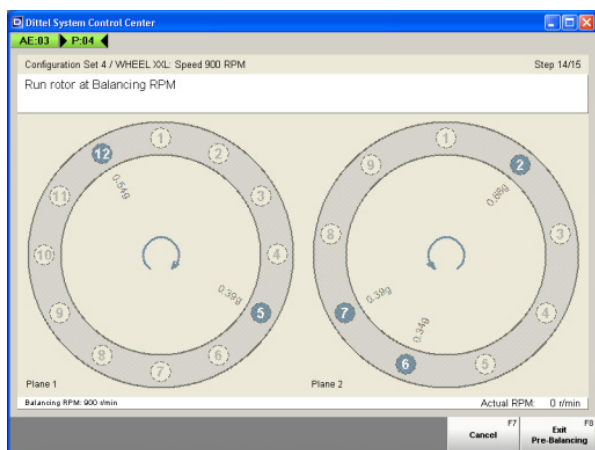 Dittel System Control Center
AE:03 P:04
Configuration Set 4 / WHEEL XXL: Speed 900 RPM Step 14/15
Run rotor at Balancing RPM
1 2 3 4 5 6 7 8 9 10 11 12
0.54g
0.39g
Plane 1
1 2 3 4 5 6 7 8 9
0.39g
0.34g
Plane 2
Balancing RPM: 900 r/min Actual RPM: 0 r/min
F7
Cancel
F8
Exit
Pre-Balancing